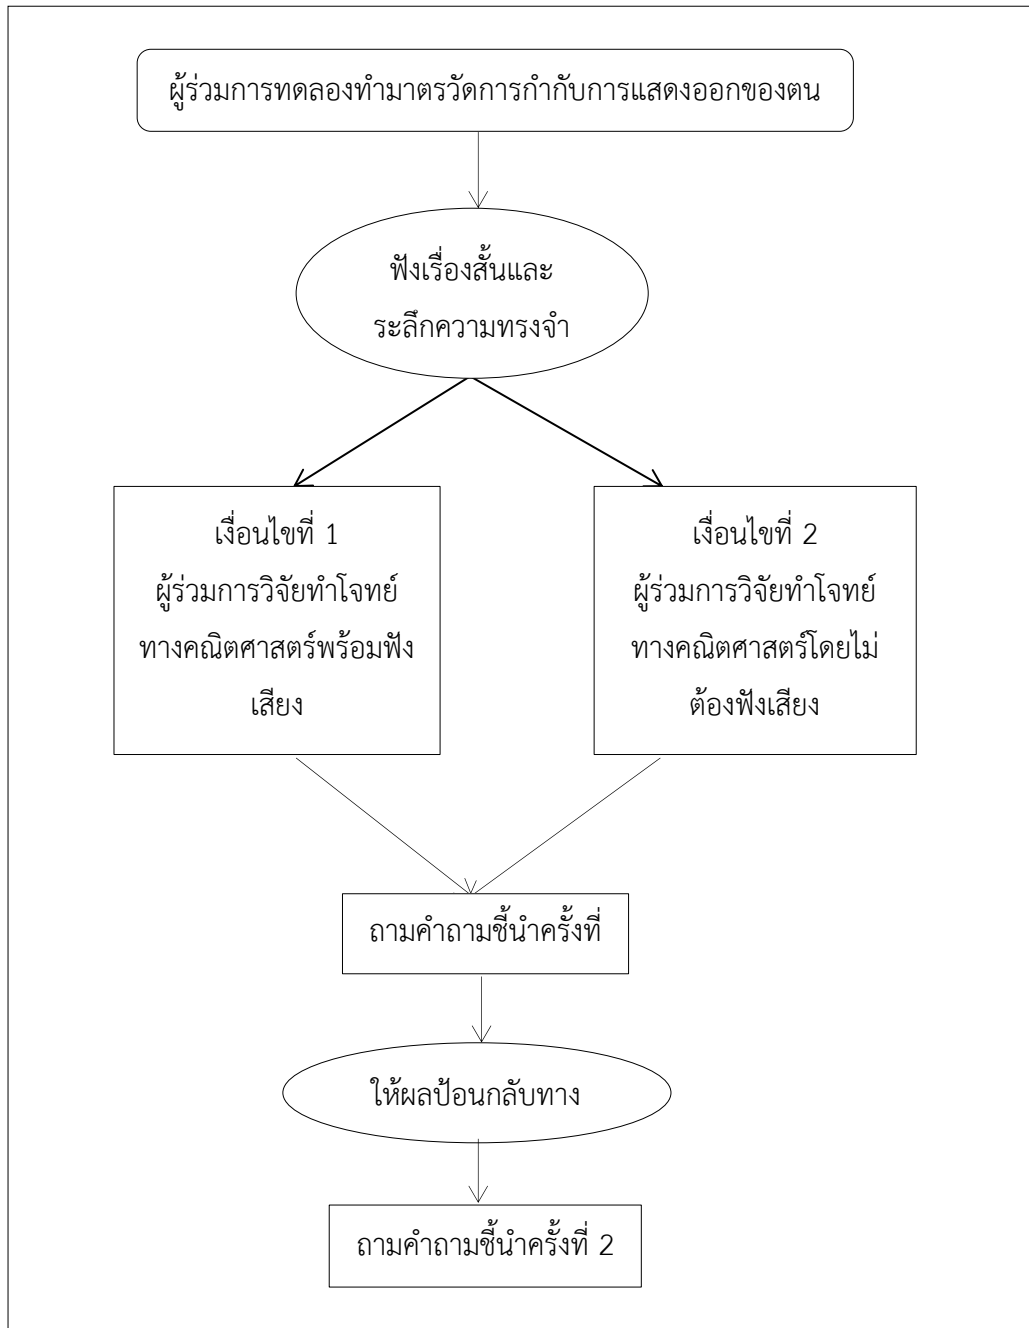 ผู้ร่วมการทดลองทำมาตรวัดการกำกับการแสดงออกของตน
ฟังเรื่องสั้นและ
ระลึกความทรงจำ
เงื่อนไขที่ 1
ผู้ร่วมการวิจัยทำโจทย์
ทางคณิตศาสตร์พร้อมฟัง
เสียง
เงื่อนไขที่ 2
ผู้ร่วมการวิจัยทำโจทย์
ทางคณิตศาสตร์โดยไม่
ต้องฟังเสียง
ถามคำถามชี้นำครั้งที่
ให้ผลป้อนกลับทาง
ถามคำถามชี้นำครั้งที่ 2